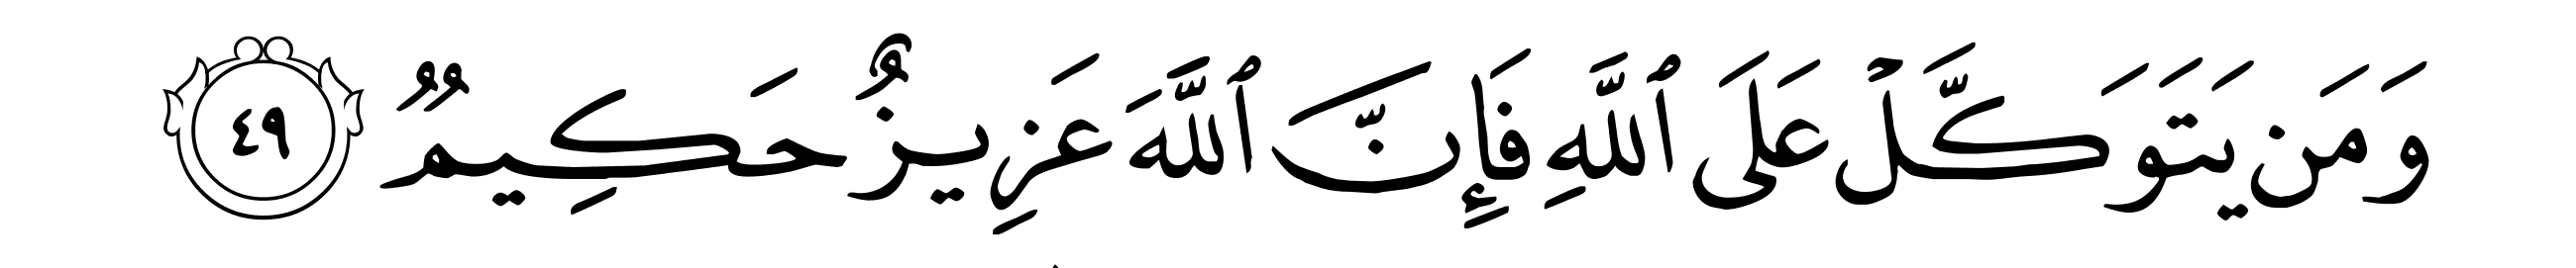 وَمَن يَتَوَكَّلۡ عَلَى ٱللَّهِ فَإِنَّ ٱللَّهَ عَزِيزٌ حَكِيمٞ ٤٩